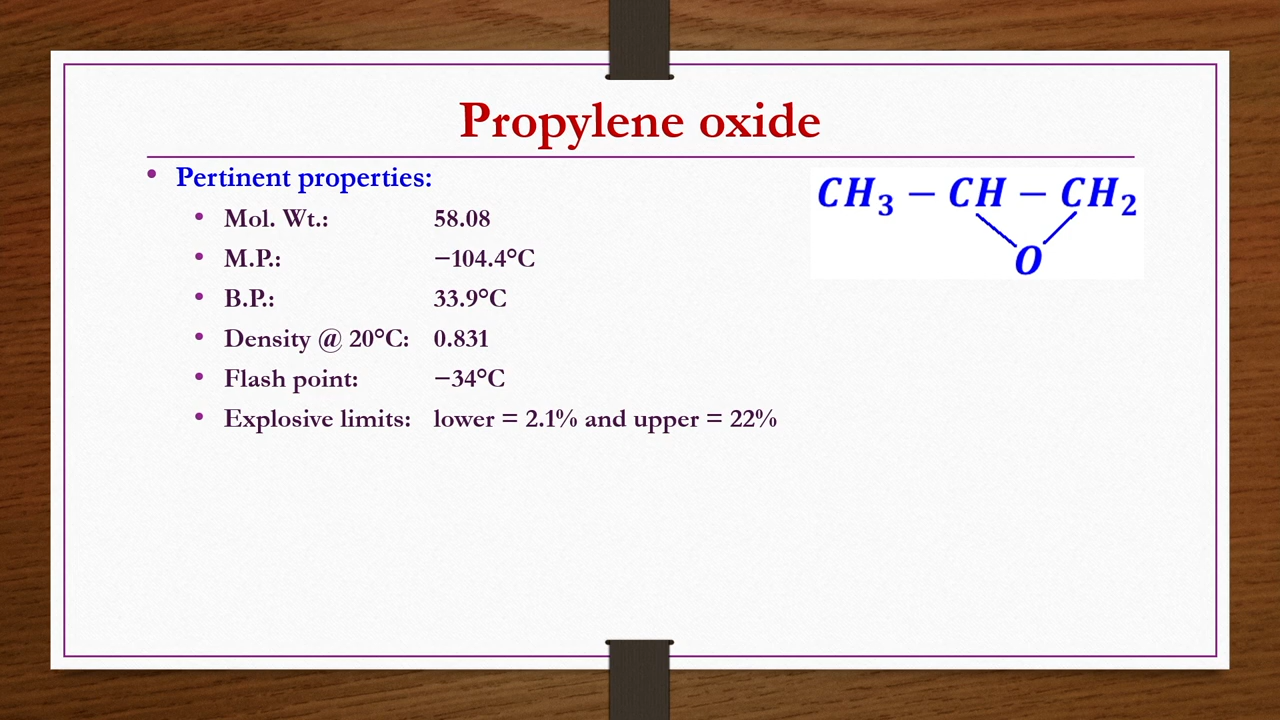 Propylene oxide
• Pertinent properties:
• Mol. Wt.: 58.08
• M.P.: −104.4°C
• B.P.: 33.9°C
• Density @ 20°C: 0.831
• Flash point: −34°C
• Explosive limits: lower = 2.1% and upper = 22%
CH₃ − CH − CH₂
O